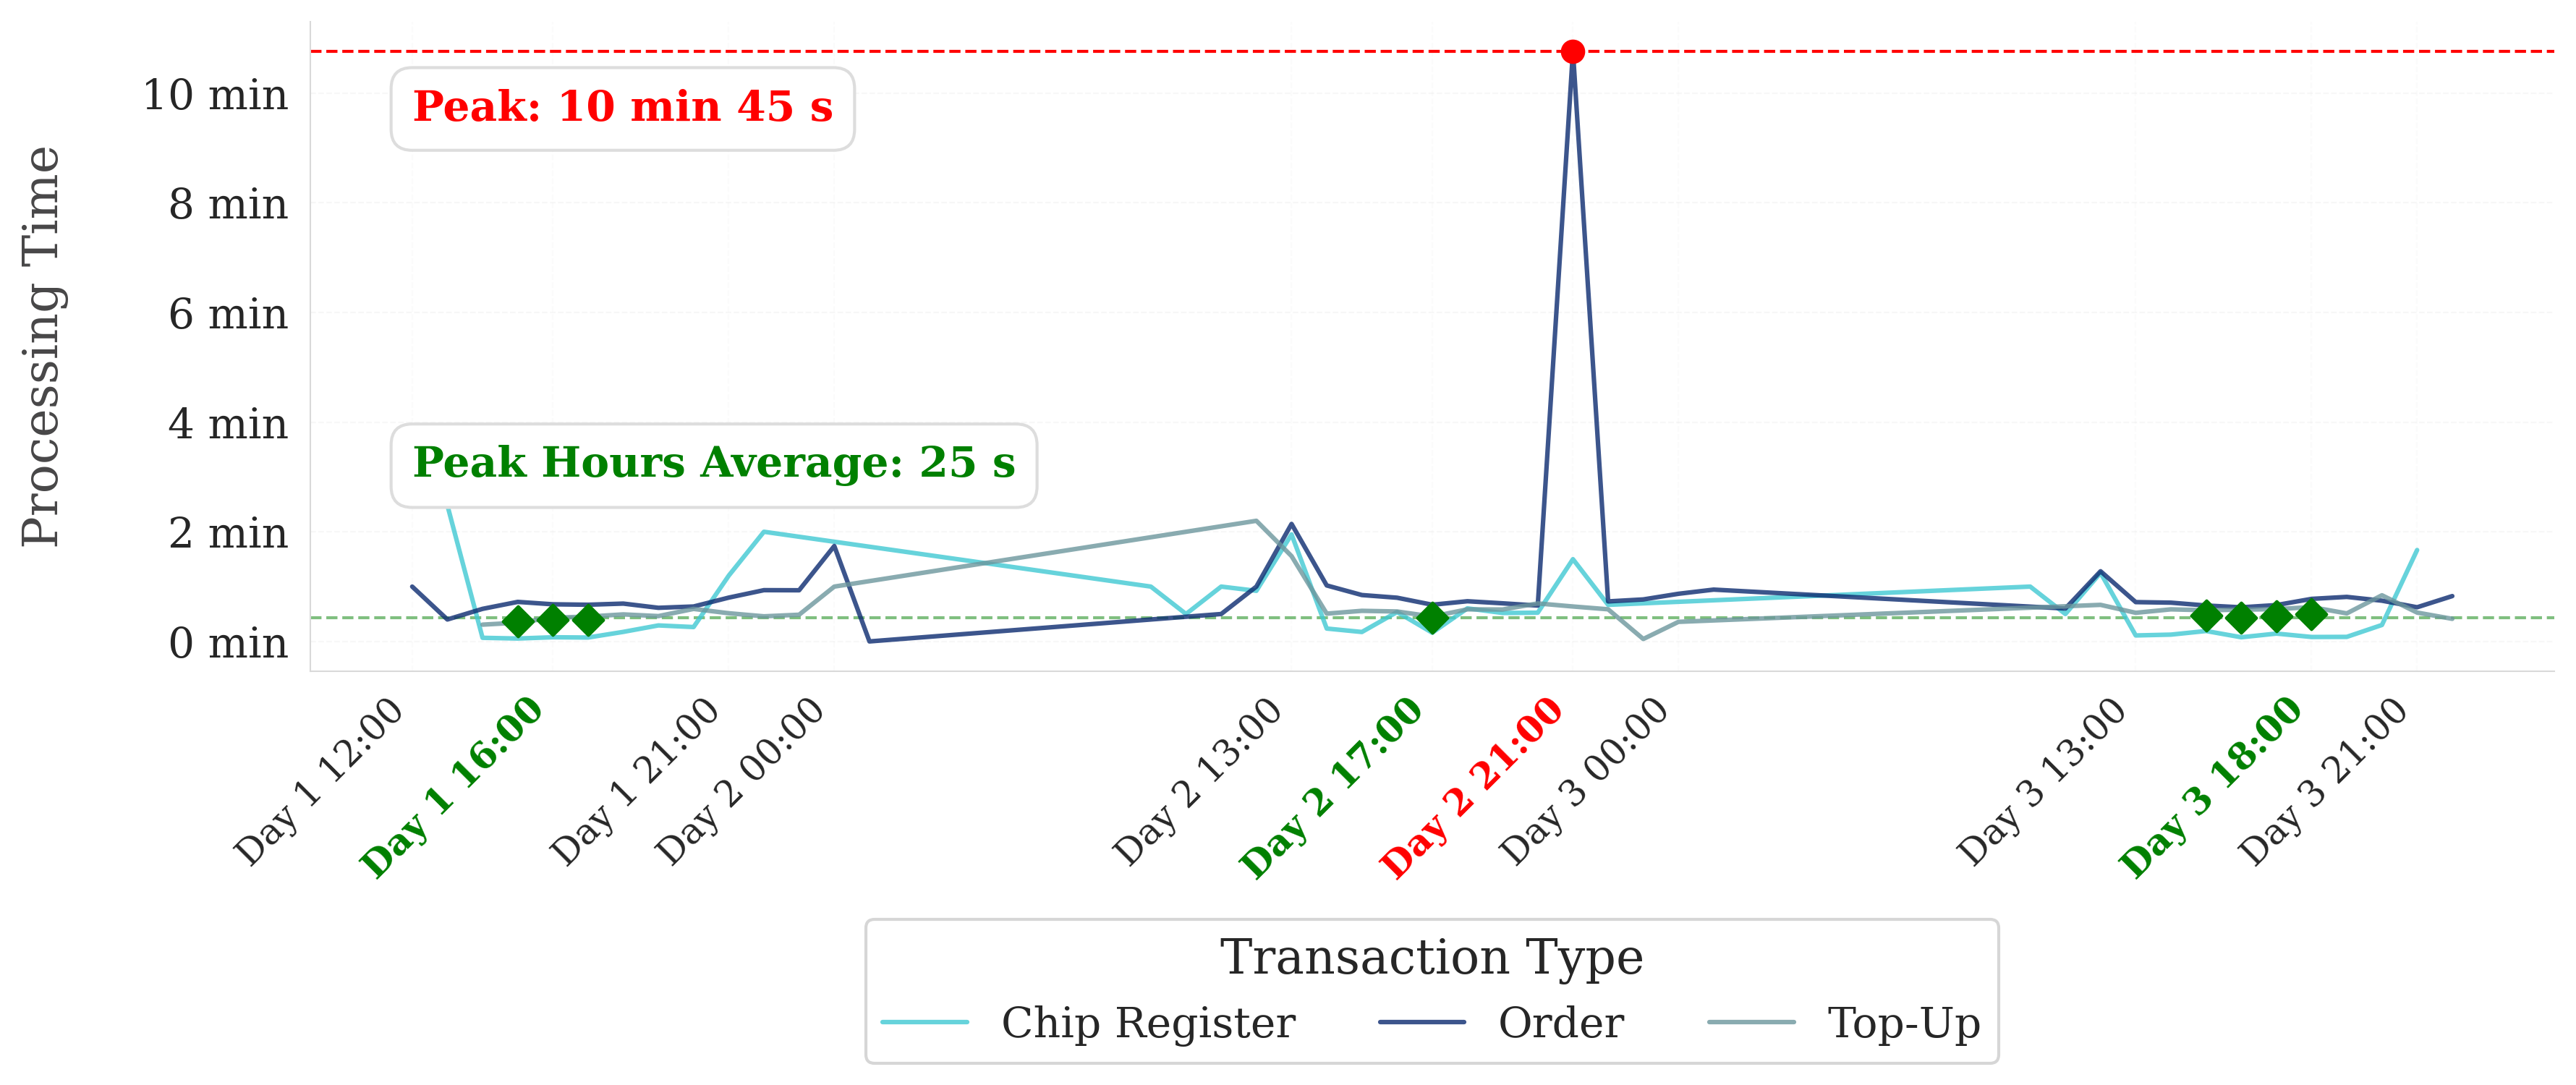 Processing Time
10 min
8 min
6 min
4 min
2 min
0 min
Peak: 10 min 45 s
Peak Hours Average: 25 s
Day 1 12:00
Day 1 16:00
Day 1 21:00
Day 2 00:00
Day 2 13:00
Day 2 17:00
Day 2 21:00
Day 3 00:00
Day 3 13:00
Day 3 18:00
Day 3 21:00
Transaction Type
Chip Register
Order
Top-Up